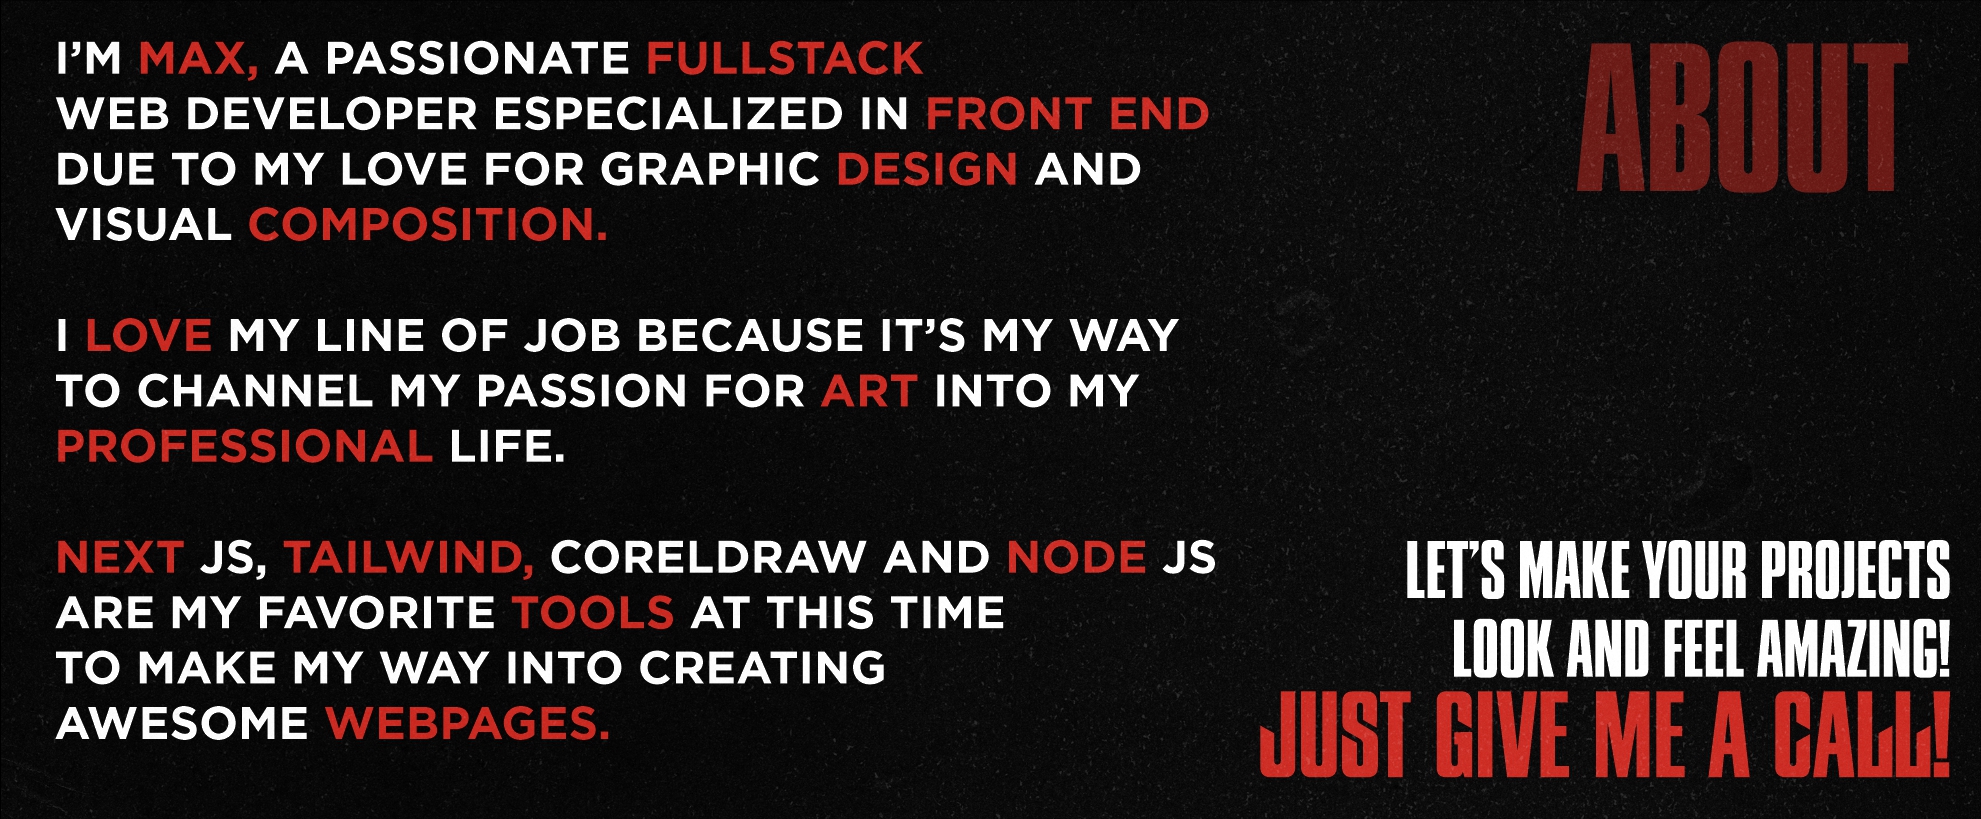 I'M MAX, A PASSIONATE FULLSTACK
WEB DEVELOPER ESPECIALIZED IN FRONT END
DUE TO MY LOVE FOR GRAPHIC DESIGN AND
VISUAL COMPOSITION.
I LOVE MY LINE OF JOB BECAUSE IT'S MY WAY
TO CHANNEL MY PASSION FOR ART INTO MY
PROFESSIONAL LIFE.
NEXT JS, TAILWIND, CORELDRAW AND NODE JS
ARE MY FAVORITE TOOLS AT THIS TIME
TO MAKE MY WAY INTO CREATING
AWESOME WEBPAGES.
ABOUT
LET'S MAKE YOUR PROJECTS
LOOK AND FEEL AMAZING!
JUST GIVE ME A CALL!